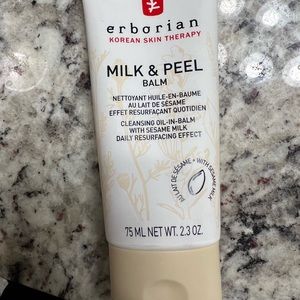 erborian
KOREAN SKIN THERAPY
MILK & PEEL
BALM
NETTOYANT HUILE-EN-BAUME
AU LAIT DE SÉSAME
EFFET RESURFAÇANT QUOTIDIEN
CLEANSING OIL-IN-BALM
WITH SESAME MILK
DAILY RESURFACING EFFECT
AU LAIT DE SÉSAME • WITH SESAME MILK
75 ML NET WT. 2.3 OZ.